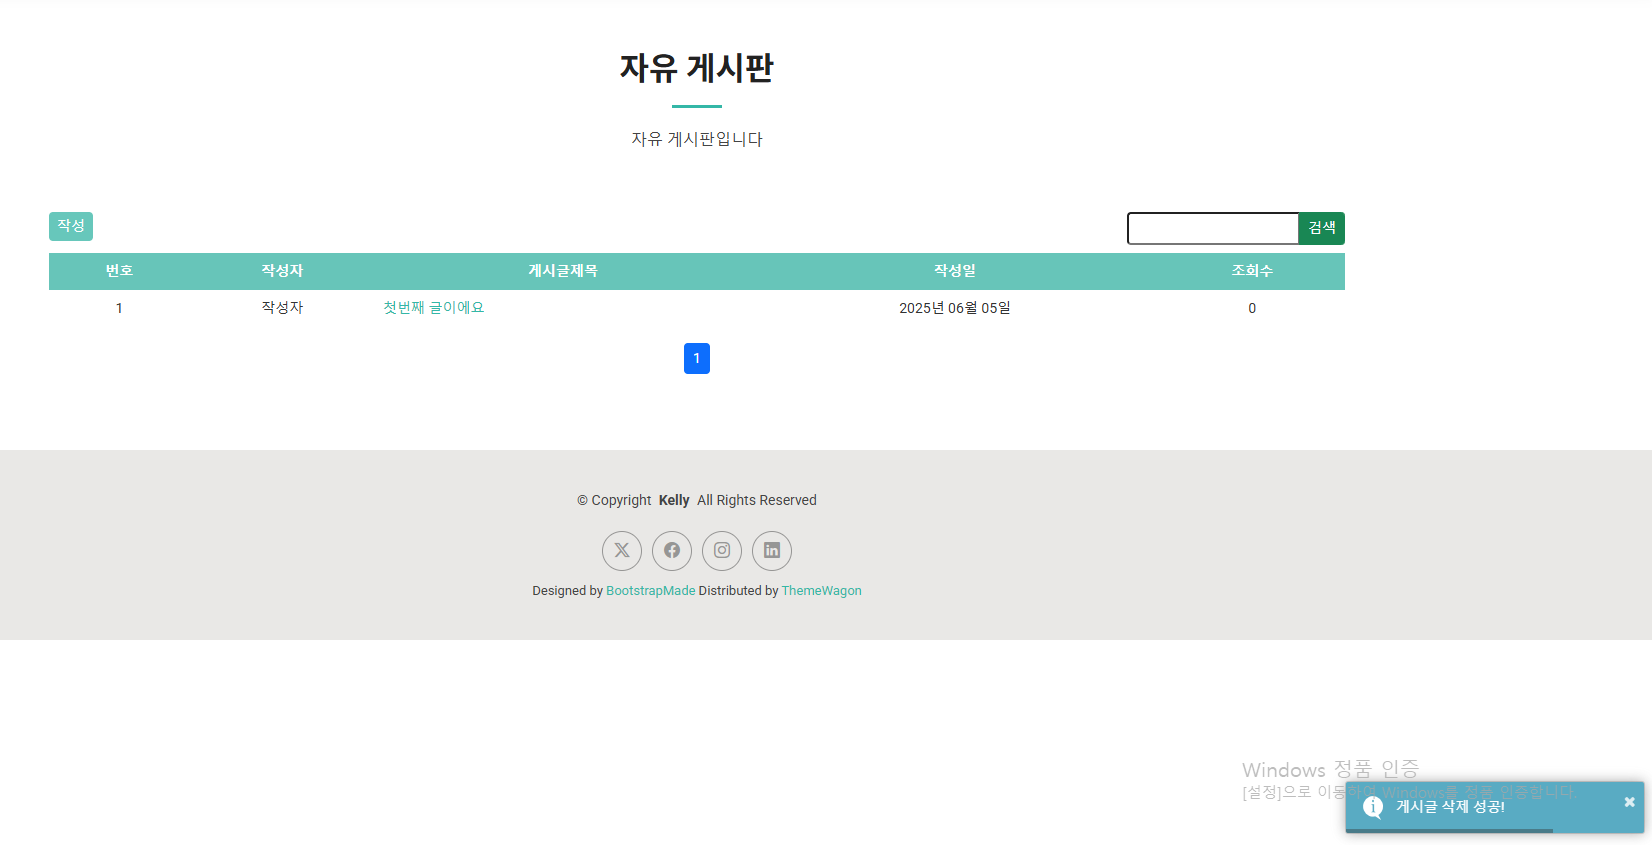 자유 게시판
자유 게시판입니다
작성
검색
번호 작성자 게시글제목 작성일 조회수
1 작성자 첫번째 굴이에요 2025년 06월 05일 0
1
© Copyright Kelly All Rights Reserved
Designed by BootstrapMade Distributed by ThemeWagon
Windows 정품 인증
[설정]으로 이동하여 Windows를 정품 인증합니다.
게시글 삭제 성공!